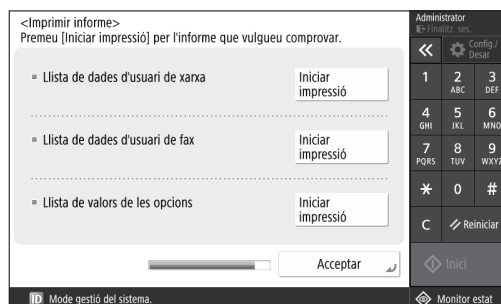 <Imprimir informe>
Premeu [Iniciar impressió] per l'informe que vulgueu comprovar.
Llista de dades d'usuari de xarxa
Iniciar
impressió
Llista de dades d'usuari de fax
Iniciar
impressió
Llista de valors de les opcions
Iniciar
impressió
Acceptar
ID Mode gestió del sistema.
Administrator
Finalitz. ses.
Config./
Desar
1 2 3
ABC DEF
4 5 6
GHI JKL MNO
7 8 9
PQRS TUV WXYZ
* 0 #
C Reiniciar
Inici
Monitor estat